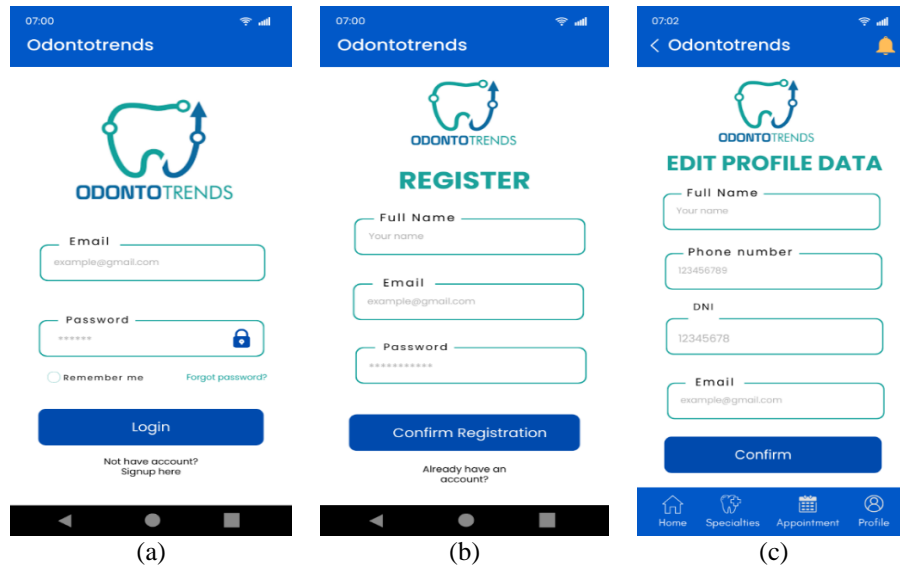 07:00
Odontotrends
ODONTOTRENDS
Email
example@gmail.com
Password
******
Remember me
Forgot password?
Login
Not have account?
Signup here
(a)
07:00
Odontotrends
ODONTOTRENDS
REGISTER
Full Name
Your name
Email
example@gmail.com
Password
***********
Confirm Registration
Already have an
account?
(b)
07:02
< Odontotrends
ODONTOTRENDS
EDIT PROFILE DATA
Full Name
Your name
Phone number
123456789
DNI
12345678
Email
example@gmail.com
Confirm
Home Specialties Appointment Profile
(c)